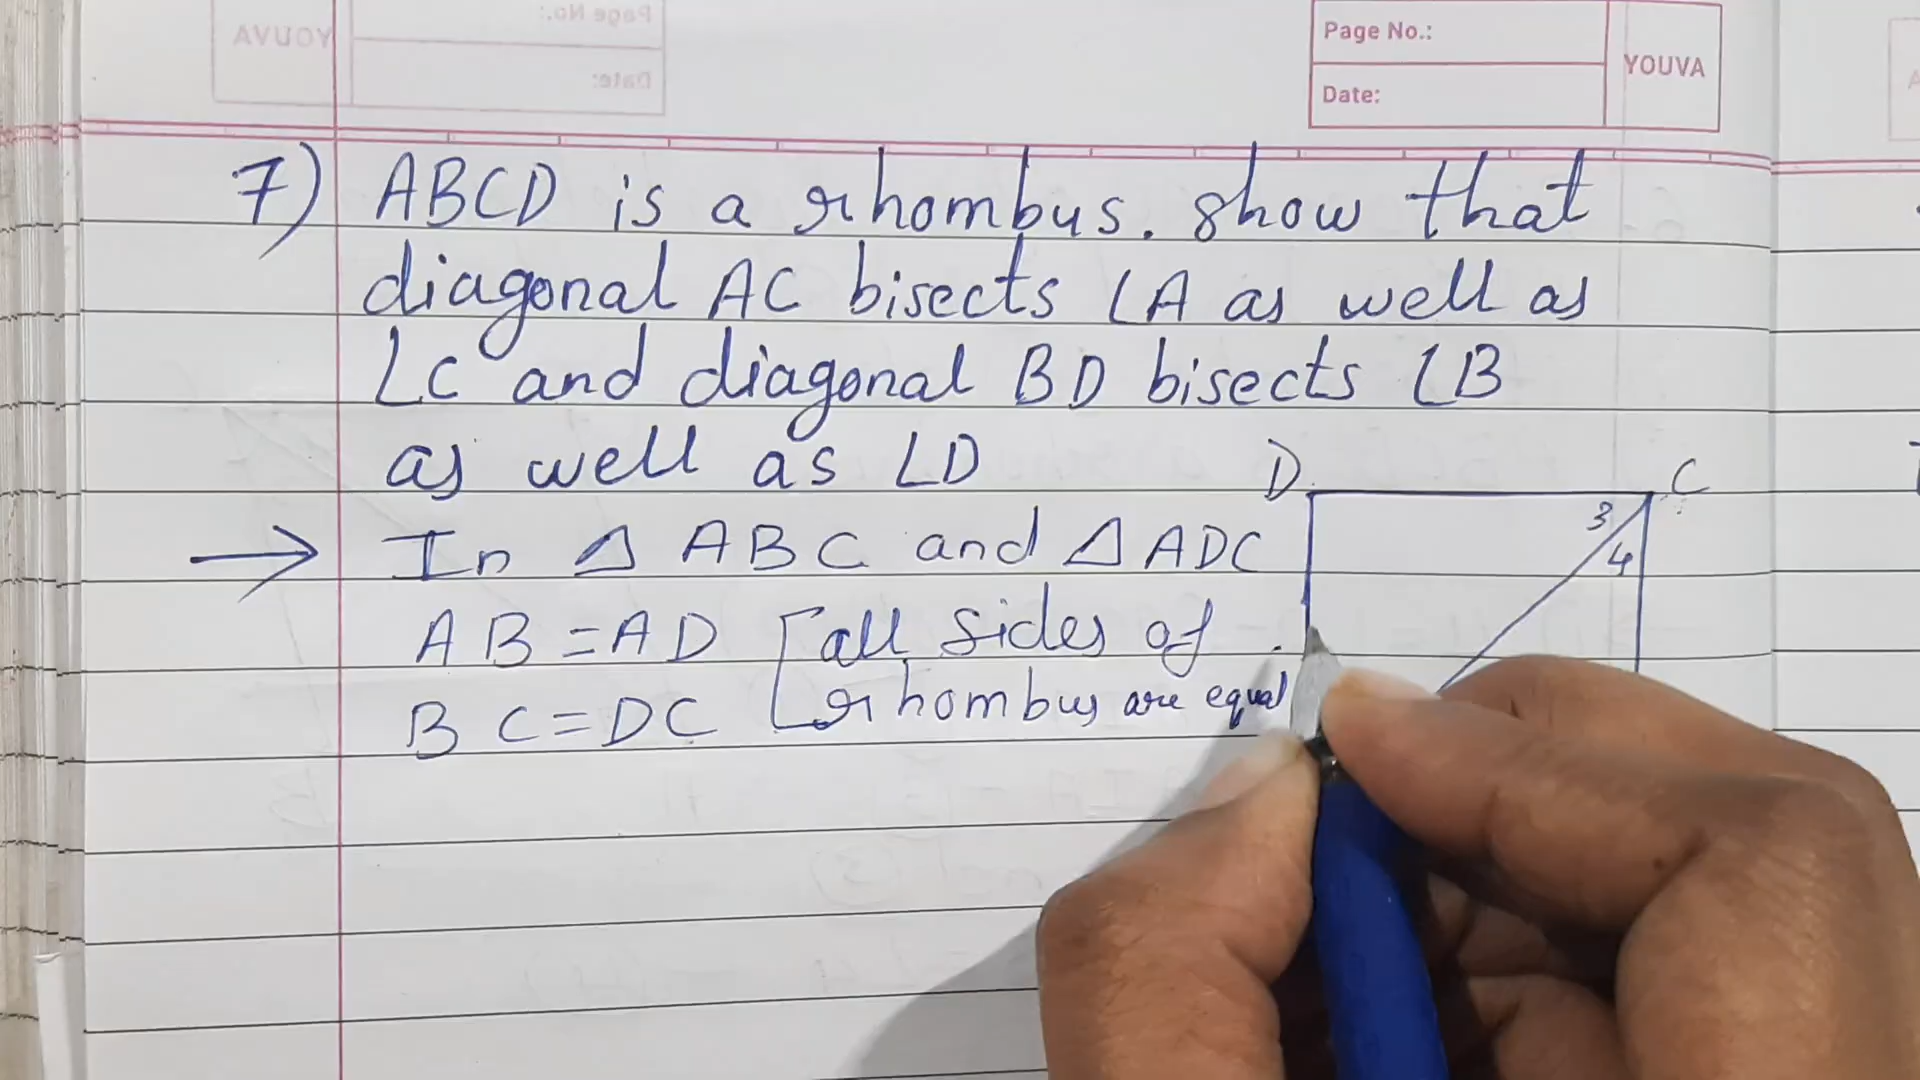 Page No.:
YOUVA
Date:
7) ABCD is a rhombus. show that
diagonal AC bisects ∠A as well as
∠C and diagonal BD bisects ∠B
as well as ∠D
D C
3
4
→ In △ ABC and △ ADC
AB = AD [all sides of
BC = DC [rhombus are equal